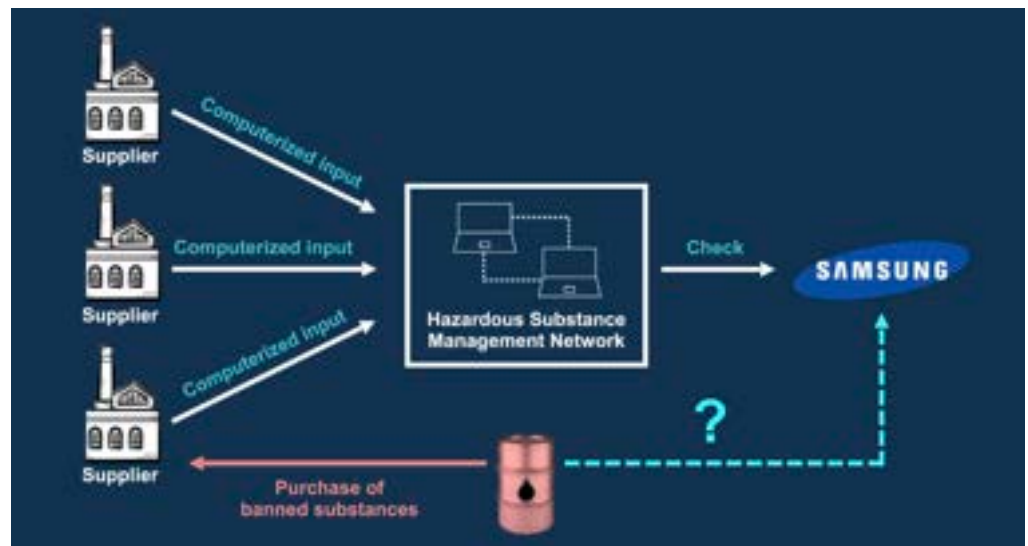 Supplier
Computerized input
Supplier
Computerized input
Supplier
Computerized input
Hazardous Substance
Management Network
Check
SAMSUNG
?
Purchase of
banned substances